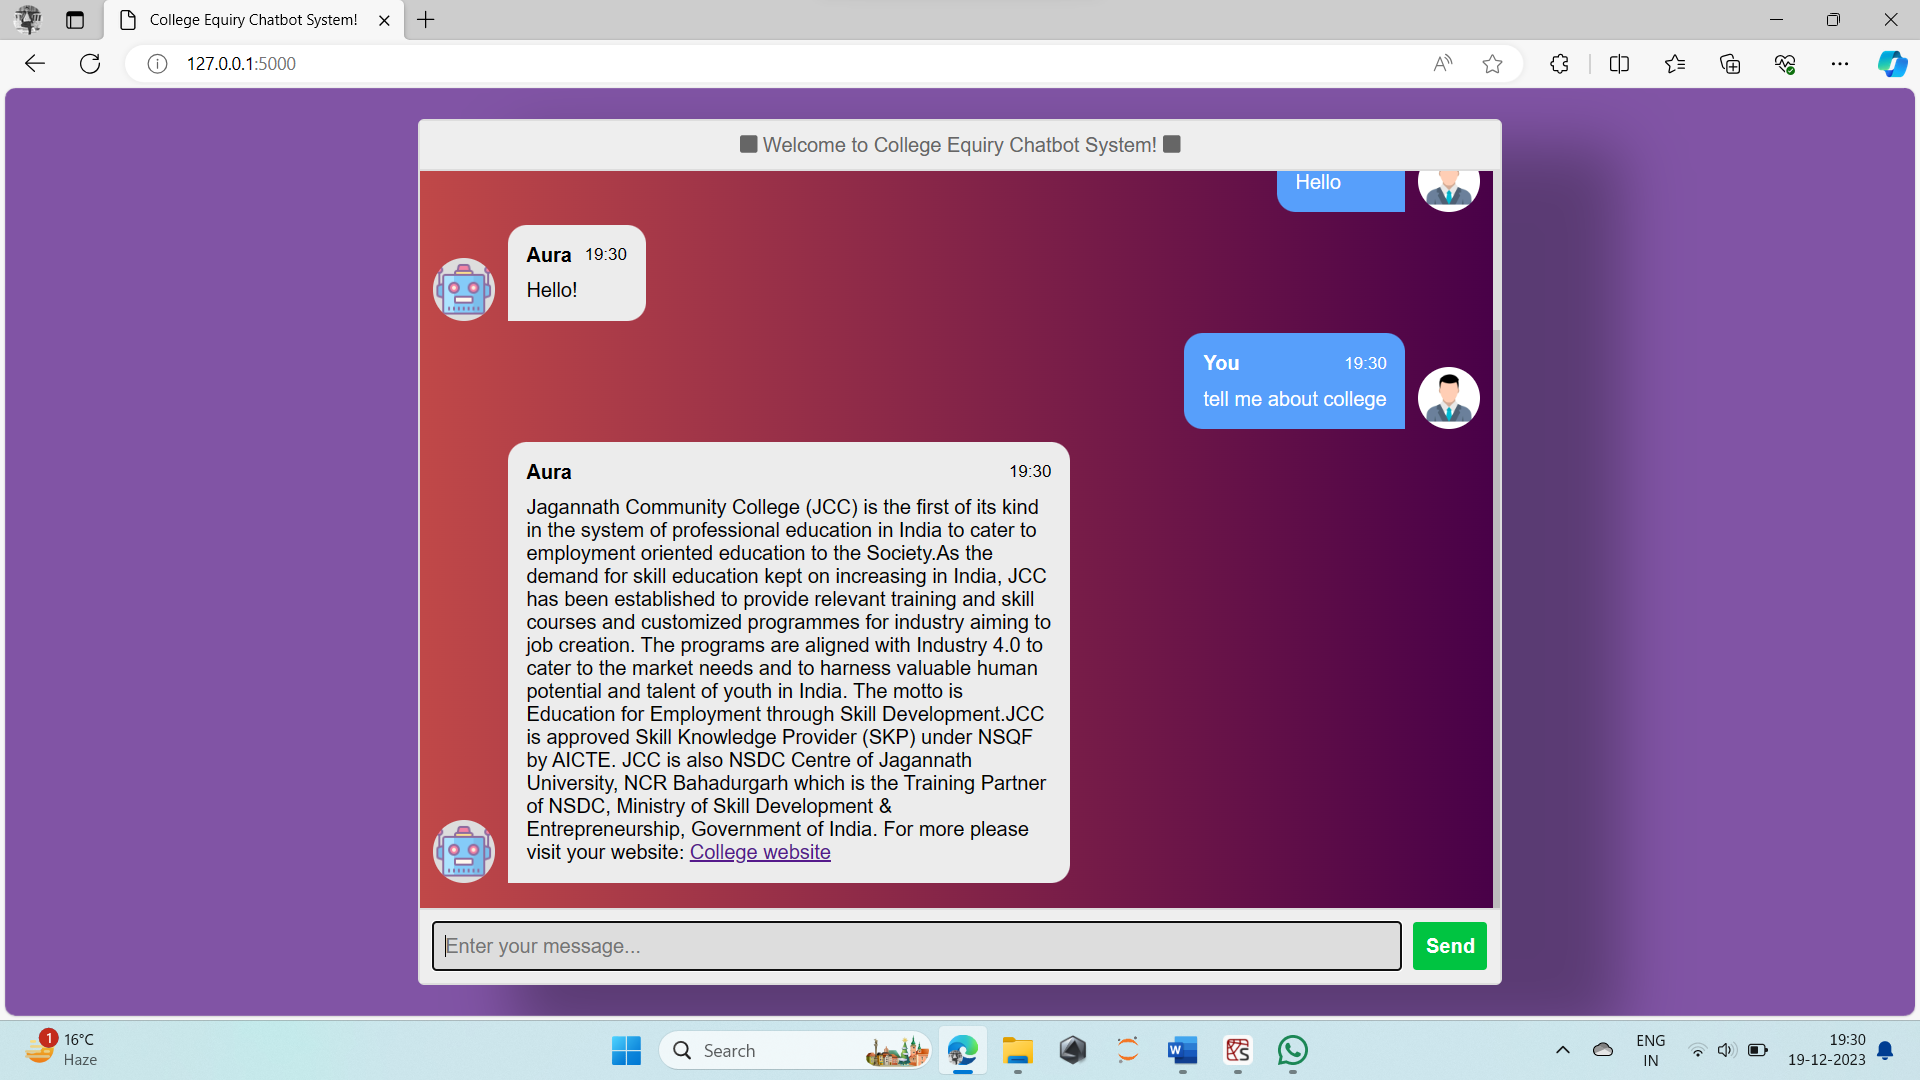 College Equiry Chatbot System!
127.0.0.1:5000
Welcome to College Equiry Chatbot System!
Hello
Aura 19:30
Hello!
You 19:30
tell me about college
Aura 19:30
Jagannath Community College (JCC) is the first of its kind
in the system of professional education in India to cater to
employment oriented education to the Society.As the
demand for skill education kept on increasing in India, JCC
has been established to provide relevant training and skill
courses and customized programmes for industry aiming to
job creation. The programs are aligned with Industry 4.0 to
cater to the market needs and to harness valuable human
potential and talent of youth in India. The motto is
Education for Employment through Skill Development.JCC
is approved Skill Knowledge Provider (SKP) under NSQF
by AICTE. JCC is also NSDC Centre of Jagannath
University, NCR Bahadurgarh which is the Training Partner
of NSDC, Ministry of Skill Development &
Entrepreneurship, Government of India. For more please
visit your website: College website
Enter your message...
Send
1
16°C
Haze
Search
ENG
IN
19:30
19-12-2023